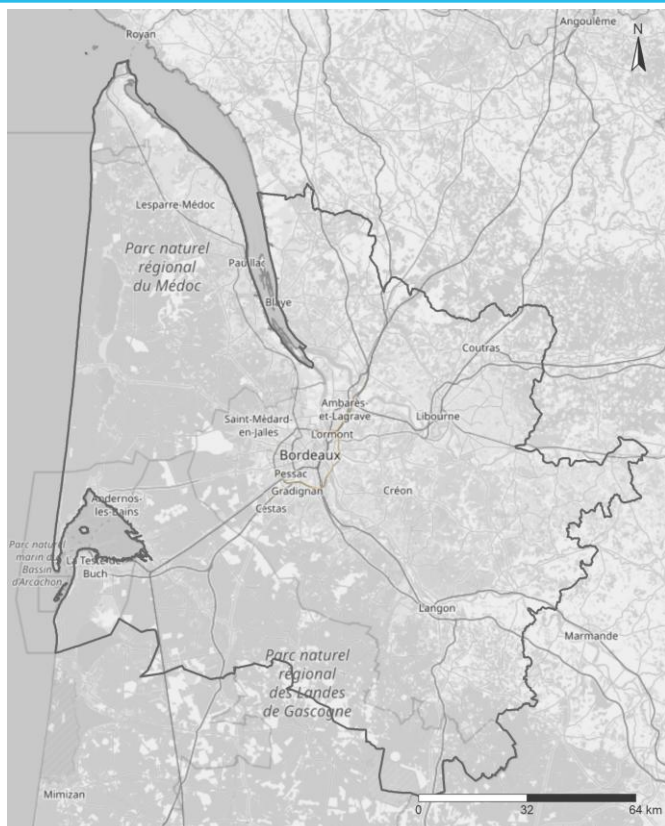 Angoulême
Royan
N
Lesparre-Médoc
Parc naturel
régional
du Médoc
Pauillac
Blaye
Coutras
Ambarès-
et-Lagrave
Saint-Médard-
en-Jalles
Libourne
Lormont
Bordeaux
Pessac
Gradignan
Créon
Cestas
Andernos-
les-Bains
Parc naturel
marin du
Bassin
d'Arcachon
La Teste-de-
Buch
Langon
Marmande
Parc naturel
régional
des Landes
de Gascogne
Mimizan
0 32 64 km